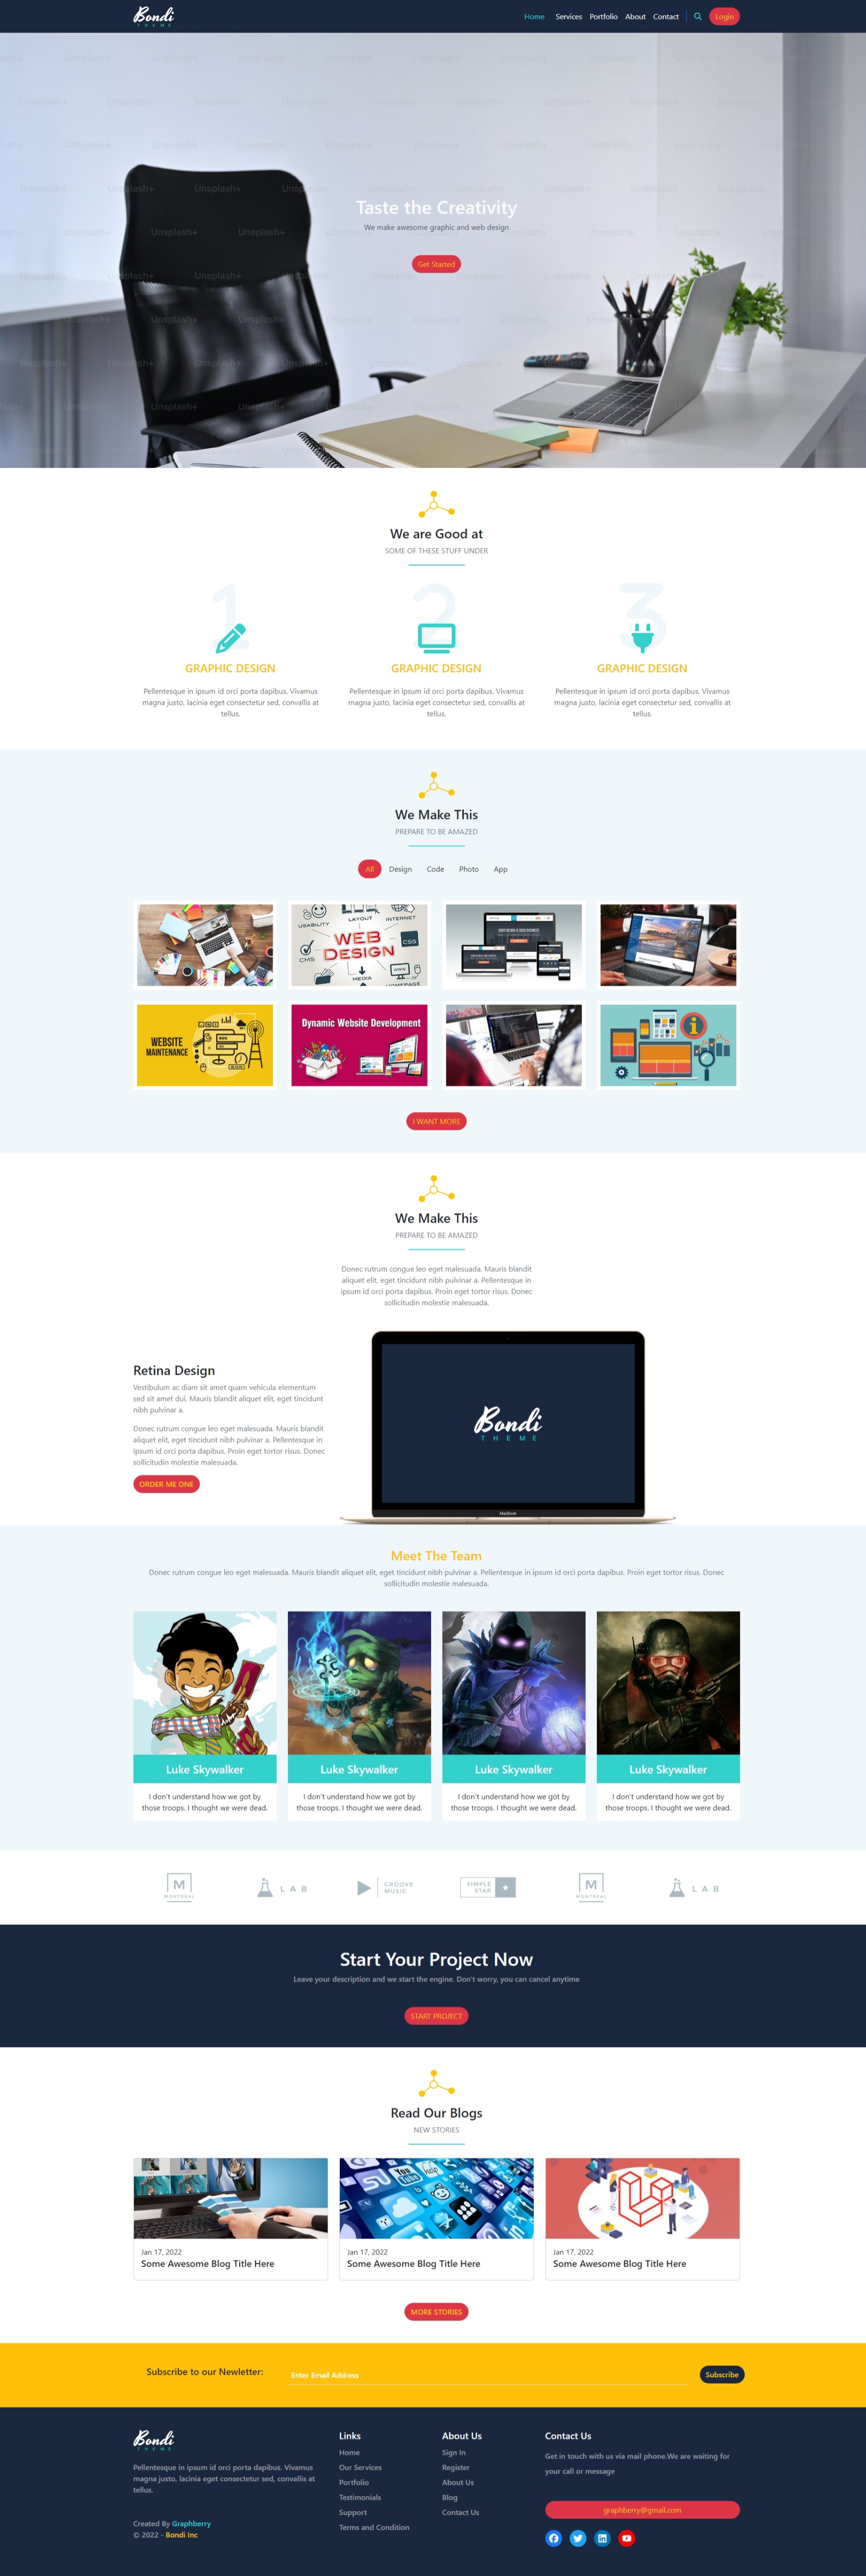 Bondi
THEME
Home Services Portfolio About Contact Login
Unsplash+
Taste the Creativity
We make awesome graphic and web design
Get Started
We are Good at
SOME OF THESE STUFF UNDER
1 2 3
GRAPHIC DESIGN GRAPHIC DESIGN GRAPHIC DESIGN
Pellentesque in ipsum id orci porta dapibus. Vivamus
magna justo, lacinia eget consectetur sed, convallis at
tellus.
Pellentesque in ipsum id orci porta dapibus. Vivamus
magna justo, lacinia eget consectetur sed, convallis at
tellus.
Pellentesque in ipsum id orci porta dapibus. Vivamus
magna justo, lacinia eget consectetur sed, convallis at
tellus.
We Make This
PREPARE TO BE AMAZED
All Design Code Photo App
USABILITY
LAYOUT
INTERNET
WEB
DESIGN
CSS
CMS
WWW
MEDIA
HOMEPAGE
WEBSITE
MAINTENANCE
Dynamic Website Development
I WANT MORE
We Make This
PREPARE TO BE AMAZED
Donec rutrum congue leo eget malesuada. Mauris blandit
aliquet elit, eget tincidunt nibh pulvinar a. Pellentesque in
ipsum id orci porta dapibus. Proin eget tortor risus. Donec
sollicitudin molestie malesuada.
Retina Design
Vestibulum ac diam sit amet quam vehicula elementum
sed sit amet dui. Mauris blandit aliquet elit, eget tincidunt
nibh pulvinar a.
Donec rutrum congue leo eget malesuada. Mauris blandit
aliquet elit, eget tincidunt nibh pulvinar a. Pellentesque in
ipsum id orci porta dapibus. Proin eget tortor risus. Donec
sollicitudin molestie malesuada.
ORDER ME ONE
Bondi
THEME
MacBook
Meet The Team
Donec rutrum congue leo eget malesuada. Mauris blandit aliquet elit, eget tincidunt nibh pulvinar a. Pellentesque in ipsum id orci porta dapibus. Proin eget tortor risus. Donec
sollicitudin molestie malesuada.
Luke Skywalker Luke Skywalker Luke Skywalker Luke Skywalker
I don't understand how we got by
those troops. I thought we were dead.
I don't understand how we got by
those troops. I thought we were dead.
I don't understand how we got by
those troops. I thought we were dead.
I don't understand how we got by
those troops. I thought we were dead.
M
MONTREAL
LAB
GROOVE
MUSIC
SIMPLE
STAR
M
MONTREAL
LAB
Start Your Project Now
Leave your description and we start the engine. Don't worry, you can cancel anytime
START PROJECT
Read Our Blogs
NEW STORIES
You
Tube
Jan 17, 2022 Jan 17, 2022 Jan 17, 2022
Some Awesome Blog Title Here Some Awesome Blog Title Here Some Awesome Blog Title Here
MORE STORIES
Subscribe to our Newletter:
Enter Email Address
Subscribe
Bondi
THEME
Pellentesque in ipsum id orci porta dapibus. Vivamus
magna justo, lacinia eget consectetur sed, convallis at
tellus.
Created By Graphberry
© 2022 - Bondi Inc
Links
Home
Our Services
Portfolio
Testimonials
Support
Terms and Condition
About Us
Sign In
Register
About Us
Blog
Contact Us
Contact Us
Get in touch with us via mail phone.We are waiting for
your call or message
graphberry@gmail.com